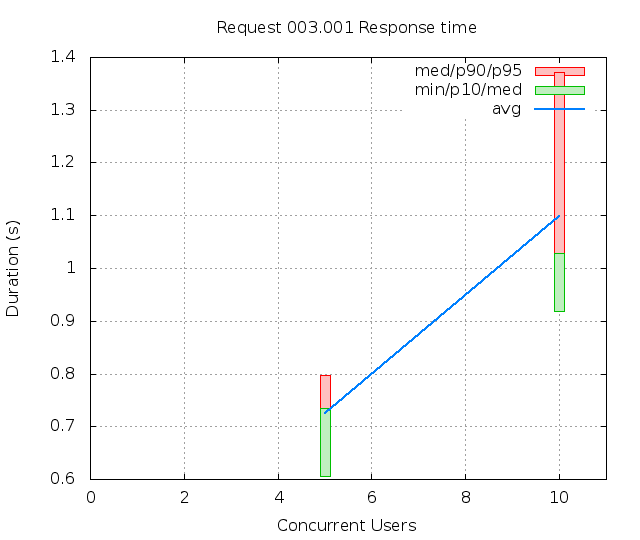 Request 003.001 Response time
med/p90/p95
min/p10/med
avg
Duration (s)
1.4
1.3
1.2
1.1
1
0.9
0.8
0.7
0.6
0
2
4
6
8
10
Concurrent Users